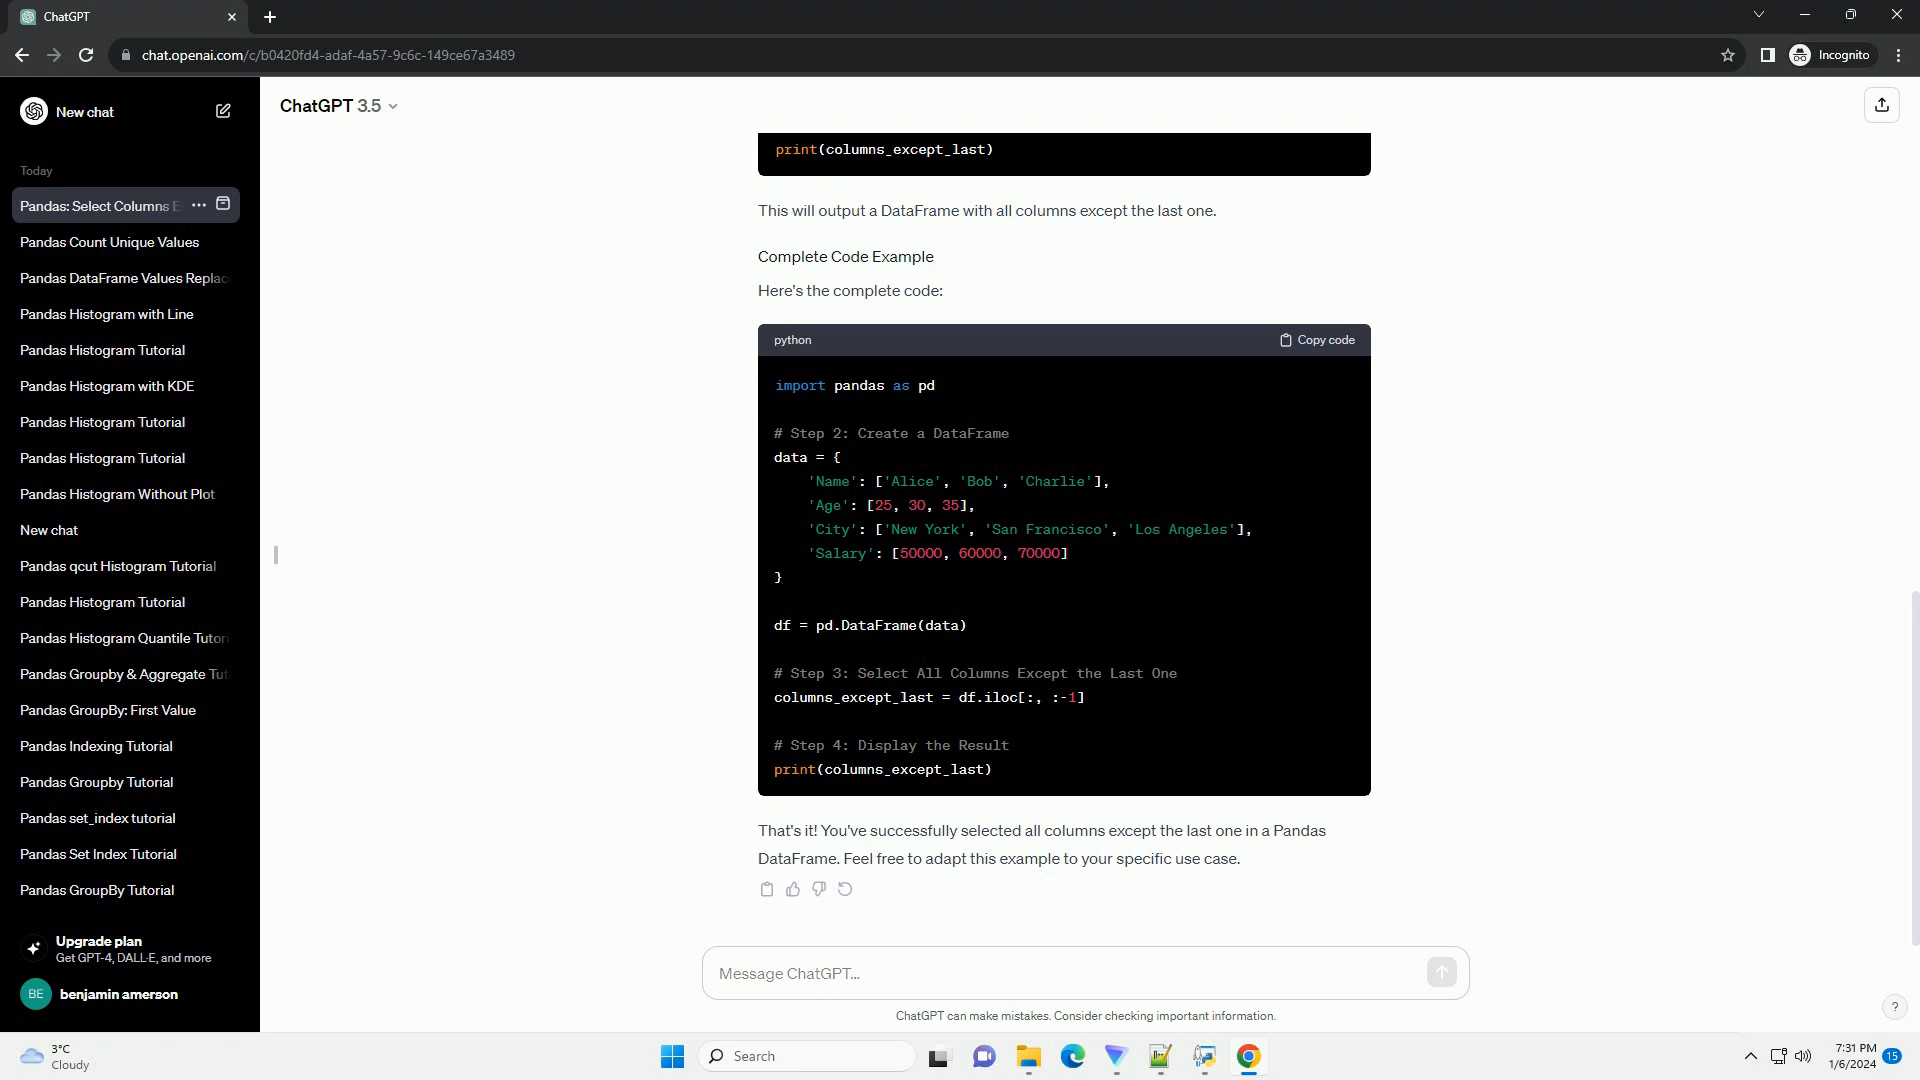 ChatGPT
chat.openai.com/c/b0420fd4-adaf-4a57-9c6c-149ce67a3489
Incognito
New chat
Today
Pandas: Select Columns E
Pandas Count Unique Values
Pandas DataFrame Values Replac
Pandas Histogram with Line
Pandas Histogram Tutorial
Pandas Histogram with KDE
Pandas Histogram Tutorial
Pandas Histogram Tutorial
Pandas Histogram Without Plot
New chat
Pandas qcut Histogram Tutorial
Pandas Histogram Tutorial
Pandas Histogram Quantile Tutori
Pandas Groupby & Aggregate Tut
Pandas GroupBy: First Value
Pandas Indexing Tutorial
Pandas Groupby Tutorial
Pandas set_index tutorial
Pandas Set Index Tutorial
Pandas GroupBy Tutorial
Upgrade plan
Get GPT-4, DALL·E, and more
BE
benjamin amerson
ChatGPT 3.5
print(columns_except_last)
This will output a DataFrame with all columns except the last one.
Complete Code Example
Here's the complete code:
python
Copy code
import pandas as pd
# Step 2: Create a DataFrame
data = {
'Name': ['Alice', 'Bob', 'Charlie'],
'Age': [25, 30, 35],
'City': ['New York', 'San Francisco', 'Los Angeles'],
'Salary': [50000, 60000, 70000]
}
df = pd.DataFrame(data)
# Step 3: Select All Columns Except the Last One
columns_except_last = df.iloc[:, :-1]
# Step 4: Display the Result
print(columns_except_last)
That's it! You've successfully selected all columns except the last one in a Pandas
DataFrame. Feel free to adapt this example to your specific use case.
Message ChatGPT...
ChatGPT can make mistakes. Consider checking important information.
?
3°C
Cloudy
Search
7:31 PM
1/6/2024
15